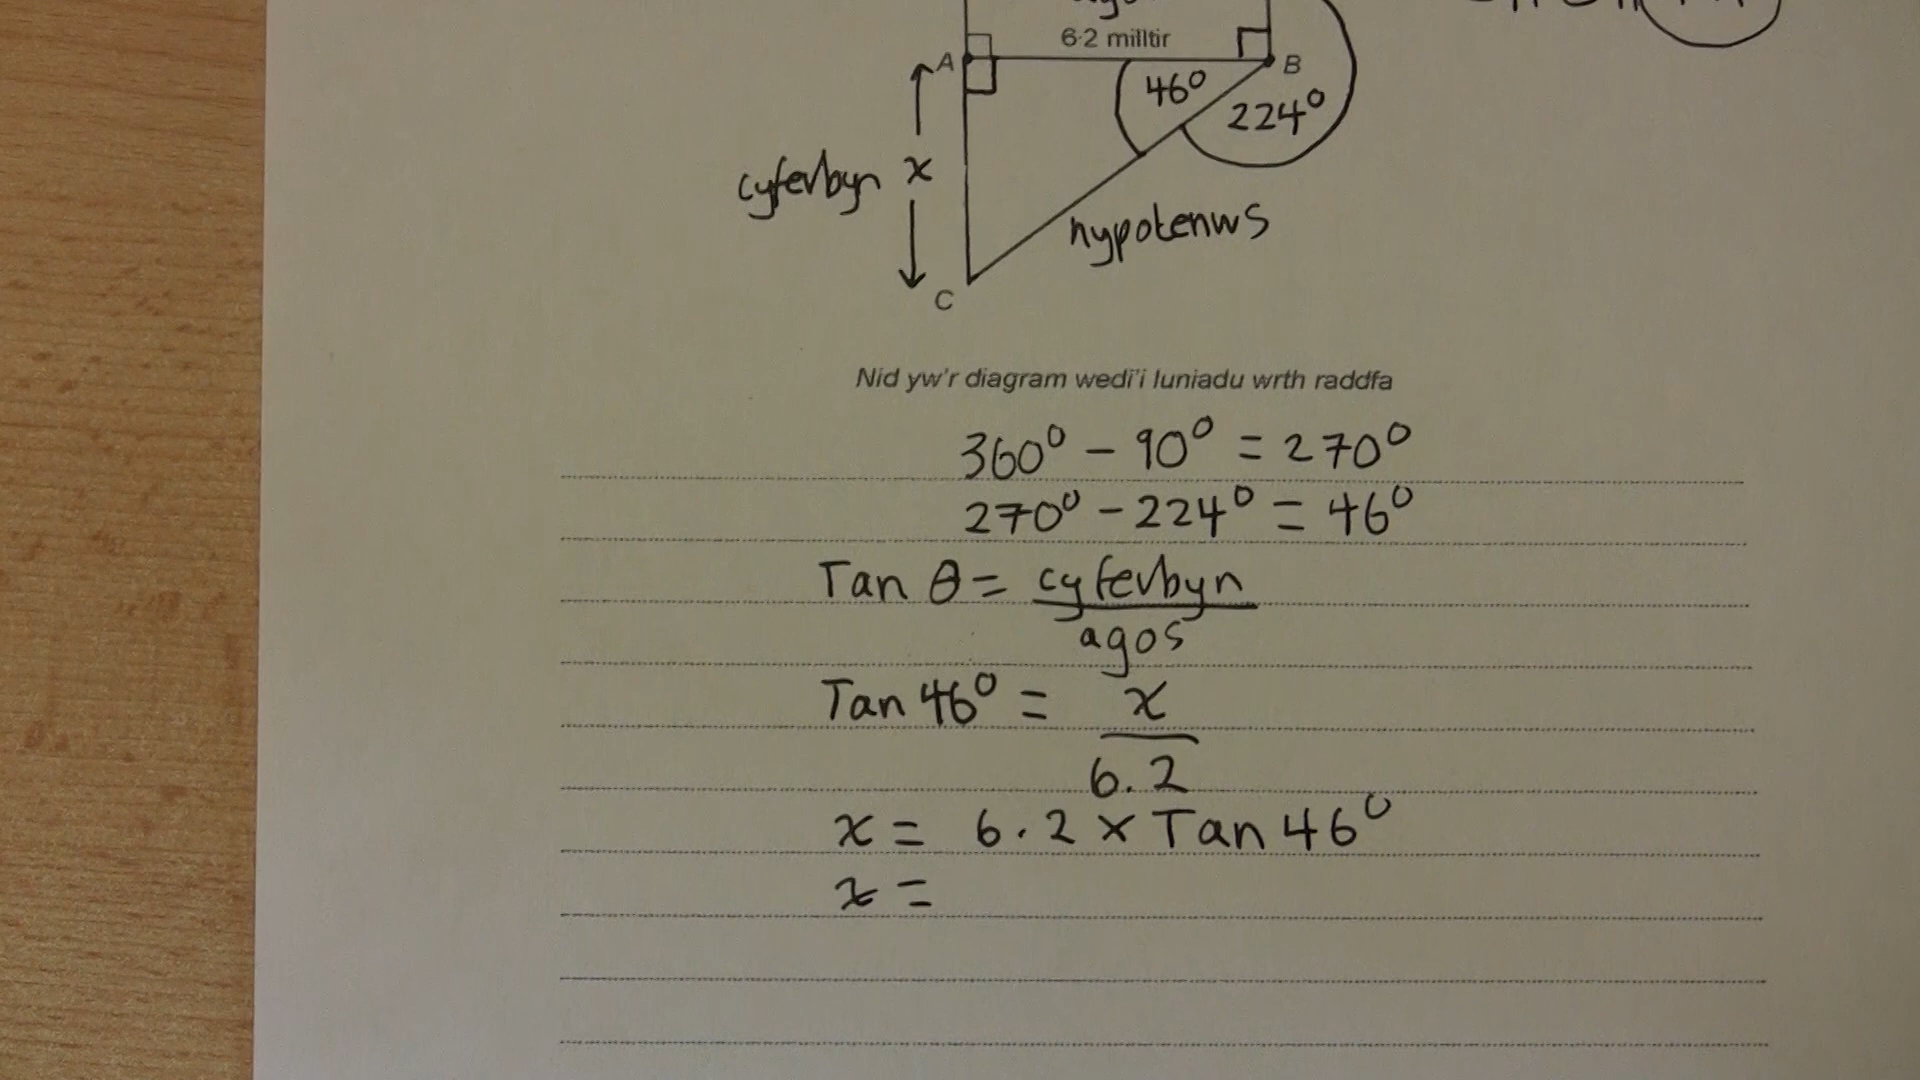 6·2 milltir
A
B
46°
224°
cyferbyn x
hypotenws
C
Nid yw'r diagram wedi'i luniadu wrth raddfa
360° - 90° = 270°
270° - 224° = 46°
Tan θ = cyferbyn
agos
Tan 46° = x
6.2
x = 6.2 × Tan 46°
x =